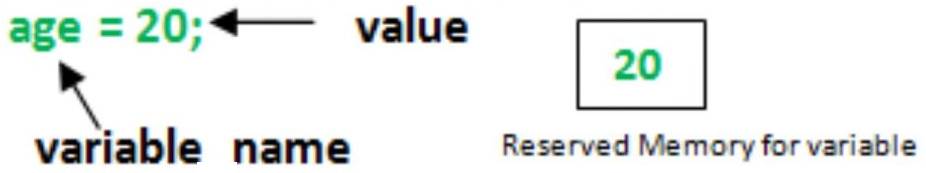 age = 20; value
20
variable name
Reserved Memory for variable